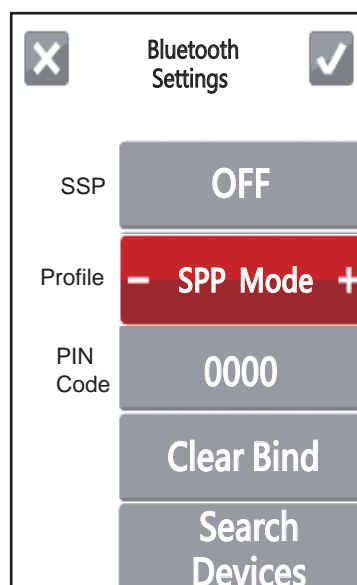 Bluetooth
Settings
SSP
OFF
Profile
– SPP Mode +
PIN
Code
0000
Clear Bind
Search
Devices